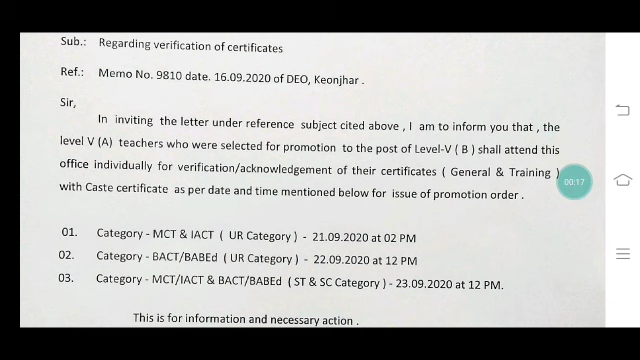 Sub.: Regarding verification of certificates
Ref.: Memo No. 9810 date. 16.09.2020 of DEO, Keonjhar .
Sir,
In inviting the letter under reference subject cited above , I am to inform you that , the
level V (A) teachers who were selected for promotion to the post of Level-V ( B ) shall attend this
office individually for verification/acknowledgement of their certificates ( General & Training )
with Caste certificate as per date and time mentioned below for issue of promotion order .
00:17
01. Category - MCT & IACT ( UR Category ) - 21.09.2020 at 02 PM
02. Category - BACT/BABEd ( UR Category ) - 22.09.2020 at 12 PM
03. Category - MCT/IACT & BACT/BABEd ( ST & SC Category ) - 23.09.2020 at 12 PM.
This is for information and necessary action .